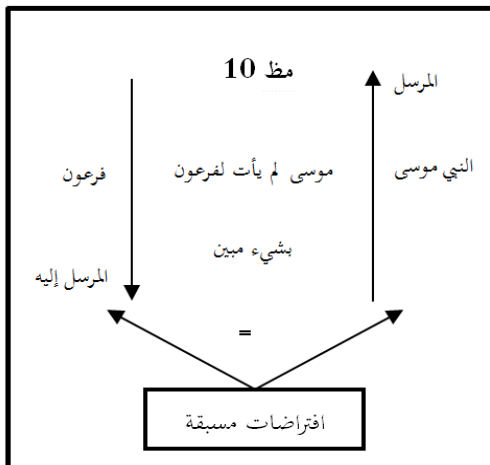 مظ 10
المرسل
النبي موسى
موسى لم يأت لفرعون
فرعون
بشيء مبين
المرسل إليه
=
افتراضات مسبقة